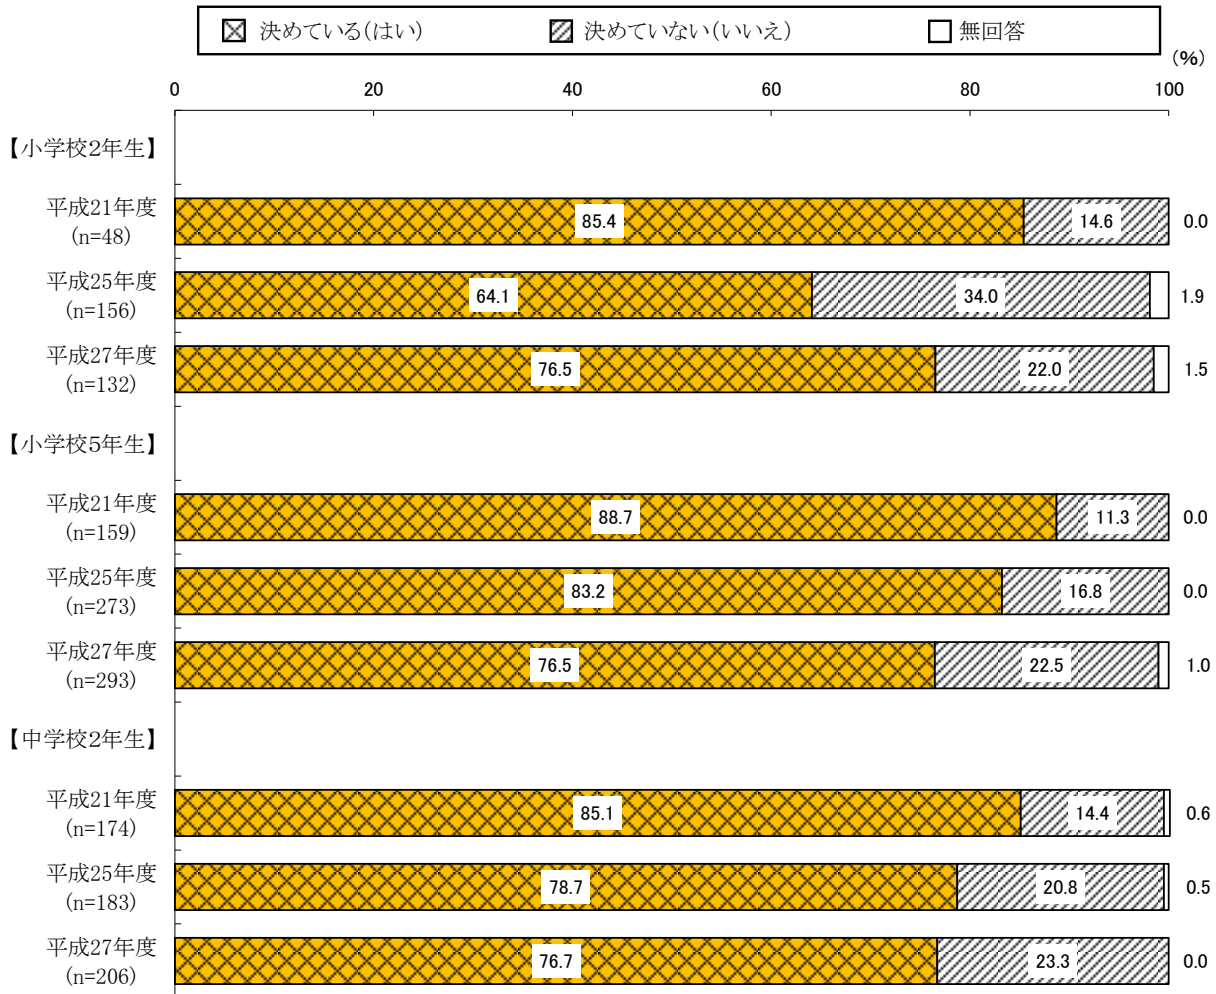 決めている(はい) 決めていない(いいえ) 無回答
(%)
0 20 40 60 80 100
【小学校2年生】
平成21年度
(n=48)
85.4 14.6 0.0
平成25年度
(n=156)
64.1 34.0 1.9
平成27年度
(n=132)
76.5 22.0 1.5
【小学校5年生】
平成21年度
(n=159)
88.7 11.3 0.0
平成25年度
(n=273)
83.2 16.8 0.0
平成27年度
(n=293)
76.5 22.5 1.0
【中学校2年生】
平成21年度
(n=174)
85.1 14.4 0.6
平成25年度
(n=183)
78.7 20.8 0.5
平成27年度
(n=206)
76.7 23.3 0.0